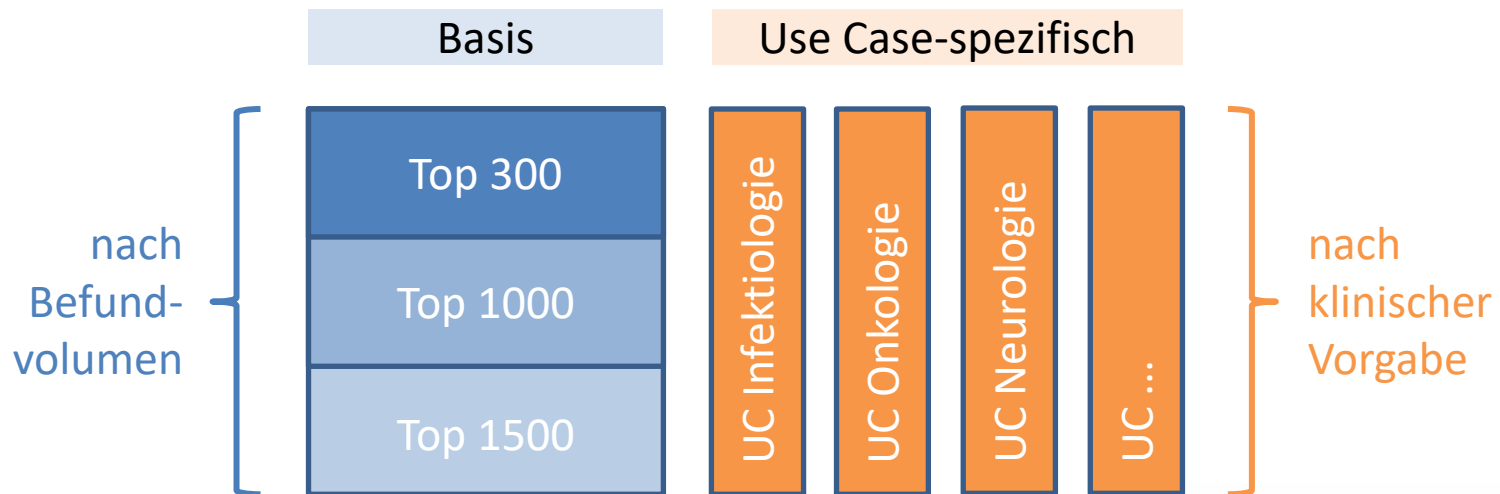 Basis
Use Case-spezifisch
nach
Befund-
volumen
Top 300
Top 1000
Top 1500
UC Infektiologie
UC Onkologie
UC Neurologie
UC ...
nach
klinischer
Vorgabe